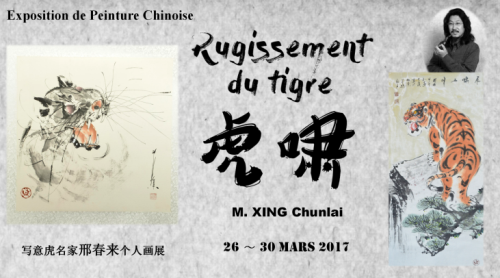 Exposition de Peinture Chinoise
Rugissement
du tigre
虎啸
M. XING Chunlai
写意虎名家邢春来个人画展
26 ～ 30 MARS 2017